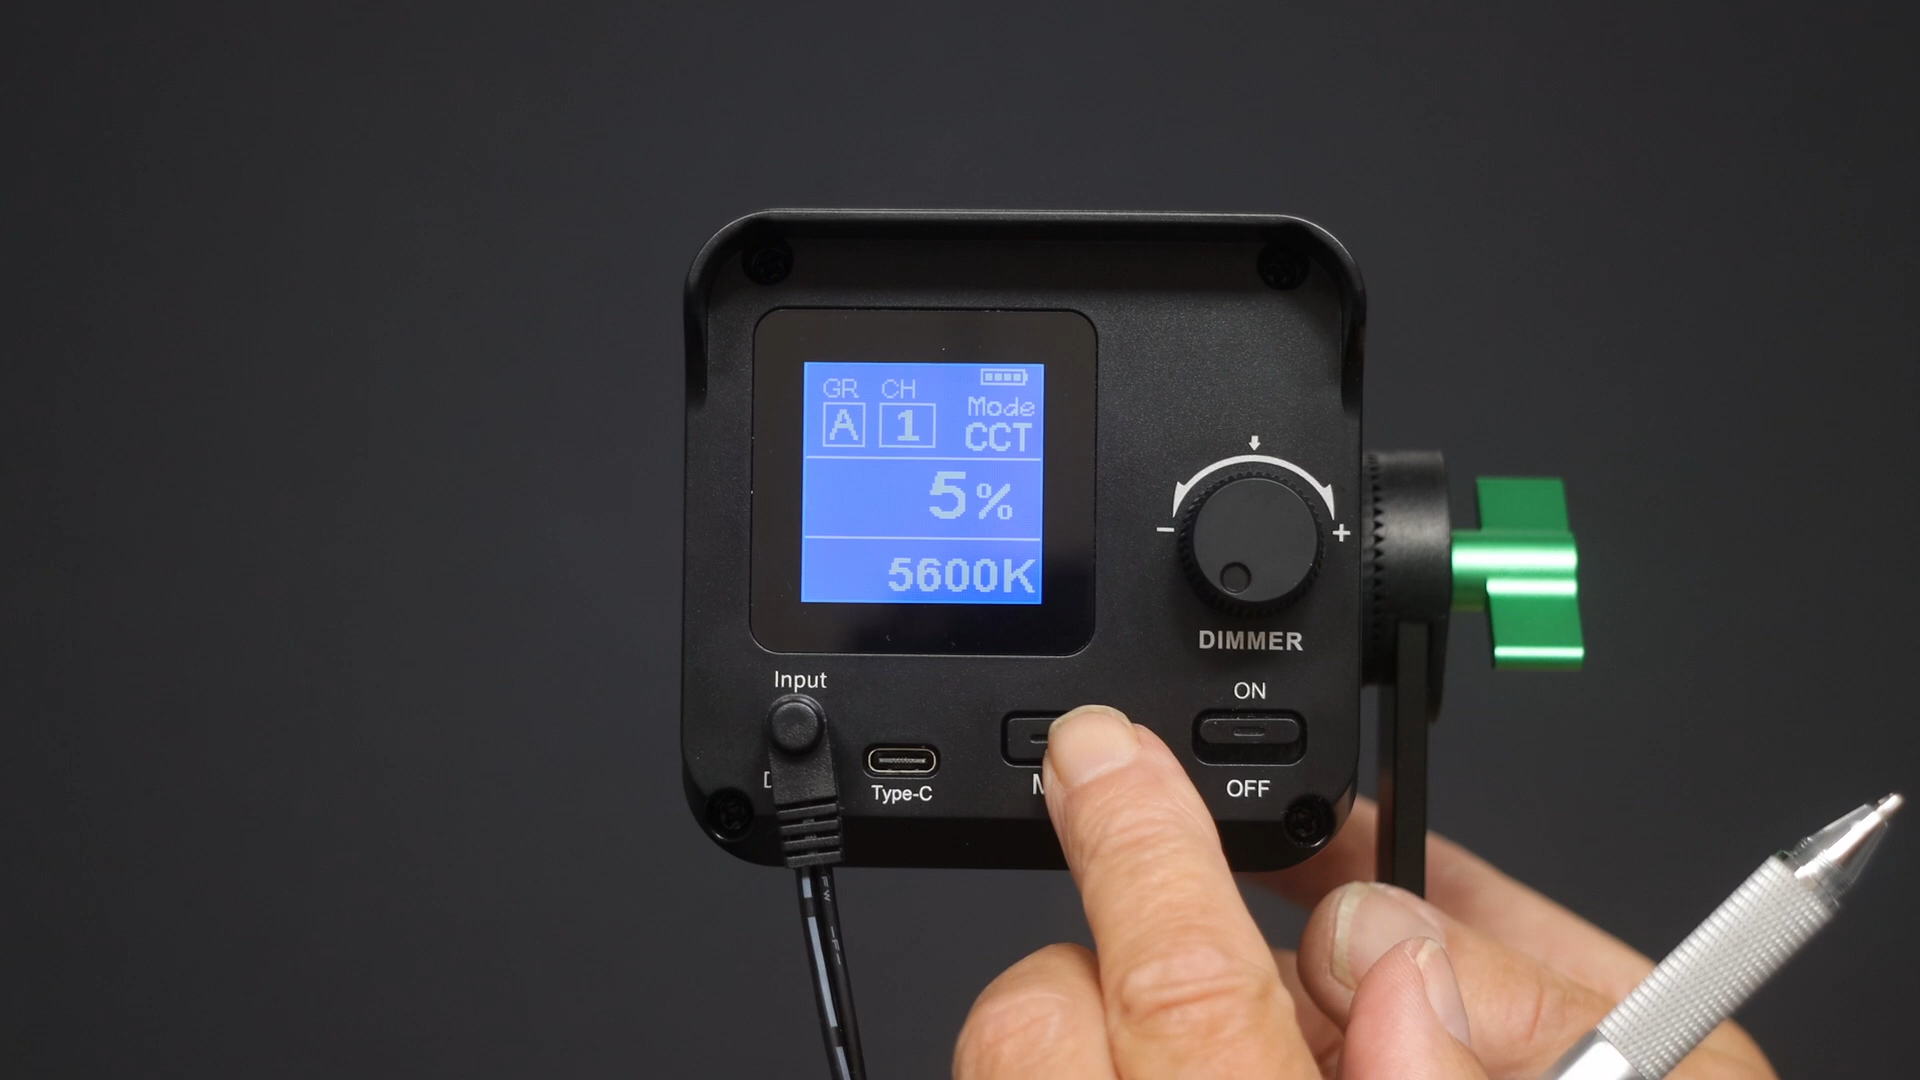 GR CH
A 1
Mode
CCT
5%
5600K
− +
DIMMER
Input
ON
Type-C
OFF